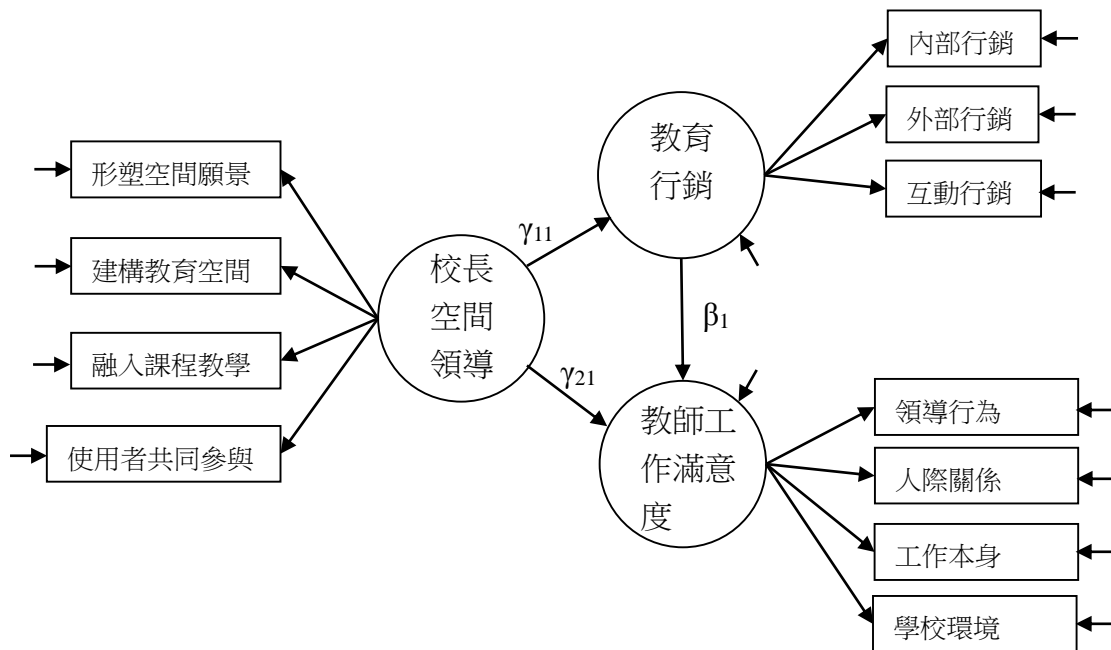 內部行銷
外部行銷
互動行銷
教育
行銷
形塑空間願景
建構教育空間
融入課程教學
使用者共同參與
γ11
校長
空間
領導
β1
γ21
教師工
作滿意
度
領導行為
人際關係
工作本身
學校環境